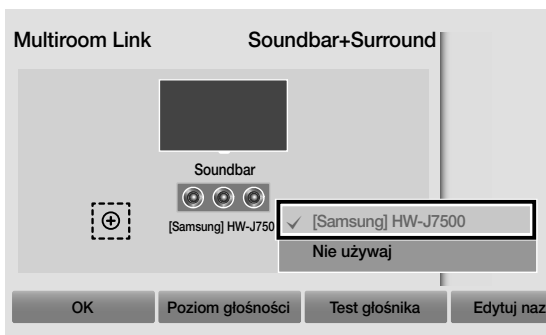 Multiroom Link
Soundbar+Surround
Soundbar
[Samsung] HW-J750
✓ [Samsung] HW-J7500
Nie używaj
OK
Poziom głośności
Test głośnika
Edytuj naz